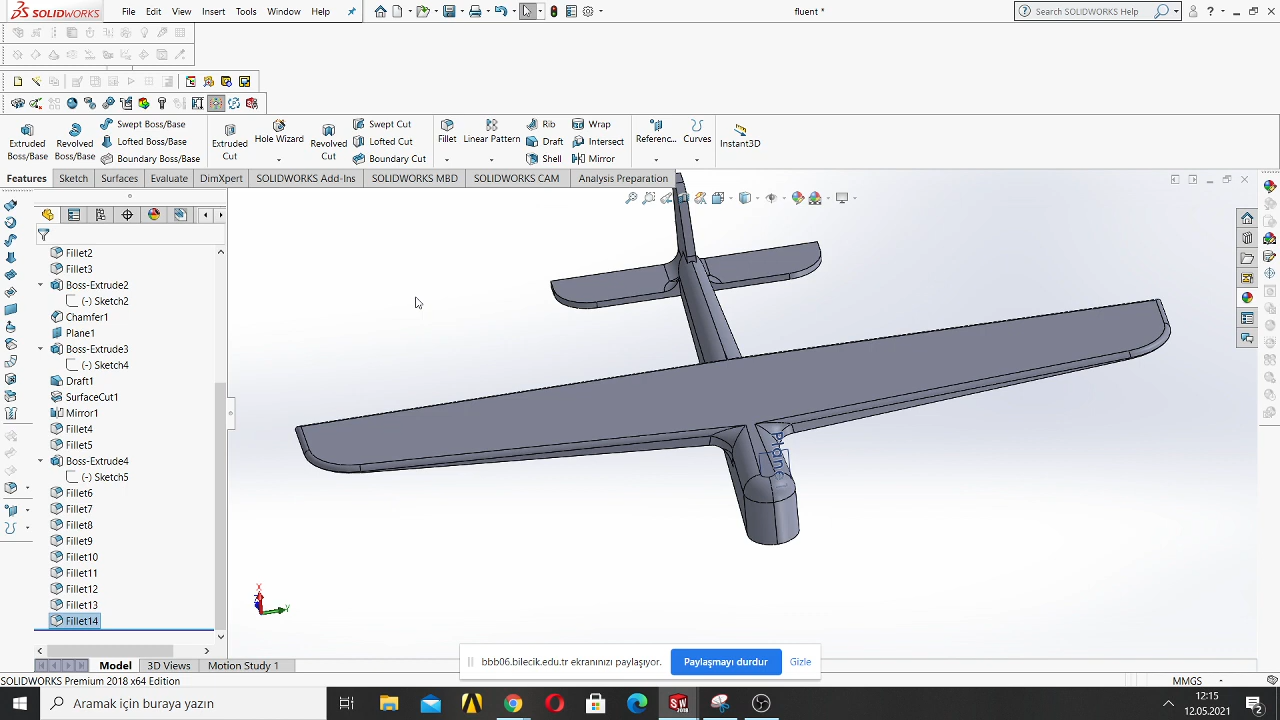 SOLIDWORKS File Edit View Insert Tools Window Help fluent * Search SOLIDWORKS Help
Extruded Boss/Base
Revolved Boss/Base
Swept Boss/Base
Lofted Boss/Base
Boundary Boss/Base
Extruded Cut
Hole Wizard
Revolved Cut
Swept Cut
Lofted Cut
Boundary Cut
Fillet
Linear Pattern
Rib
Draft
Shell
Wrap
Intersect
Mirror
Referenc...
Curves
Instant3D
Features Sketch Surfaces Evaluate DimXpert SOLIDWORKS Add-Ins SOLIDWORKS MBD SOLIDWORKS CAM Analysis Preparation
Fillet2
Fillet3
Boss-Extrude2
(-) Sketch2
Chamfer1
Plane1
Boss-Extrude3
(-) Sketch4
Draft1
SurfaceCut1
Mirror1
Fillet4
Fillet5
Boss-Extrude4
(-) Sketch5
Fillet6
Fillet7
Fillet8
Fillet9
Fillet10
Fillet11
Fillet12
Fillet13
Fillet14
X
Y
Model 3D Views Motion Study 1
bbb06.bilecik.edu.tr ekranınızı paylaşıyor. Paylaşmayı durdur Gizle
SOLIDWORKS Premium 2018 x64 Edition MMGS
Aramak için buraya yazın
12:15
12.05.2021
2